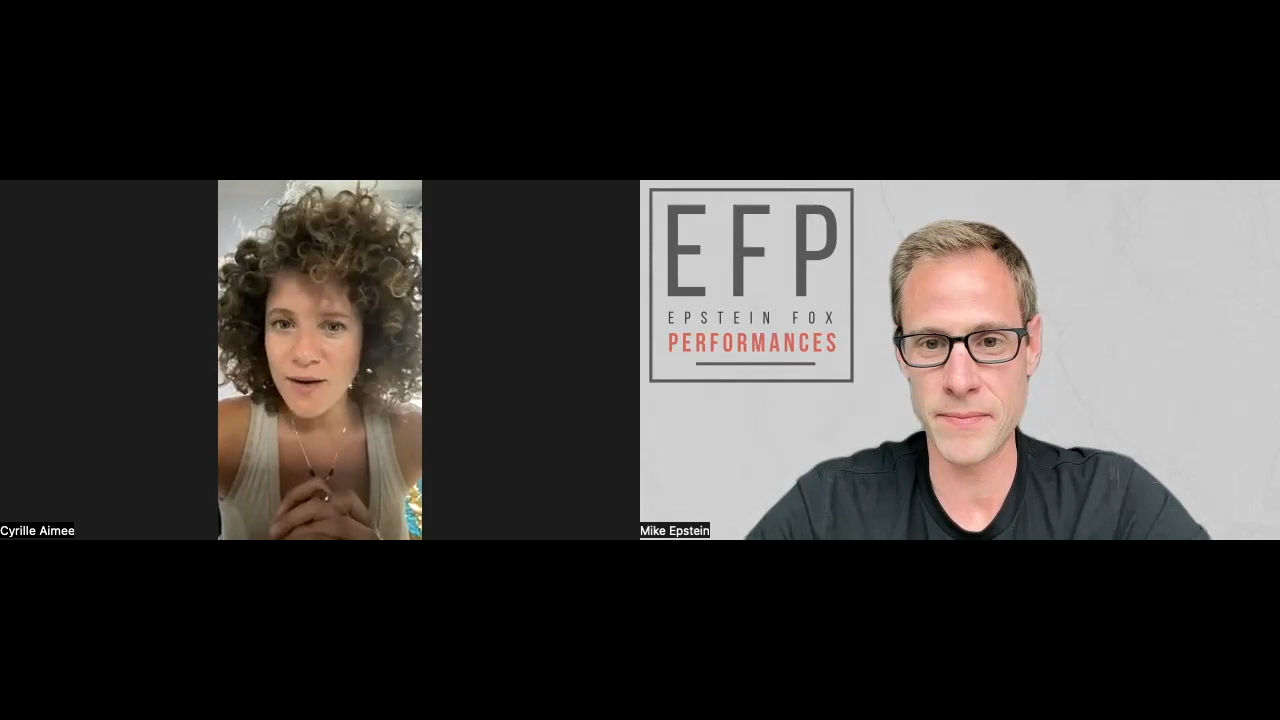 EFP
EPSTEIN FOX
PERFORMANCES
Cyrille Aimee
Mike Epstein